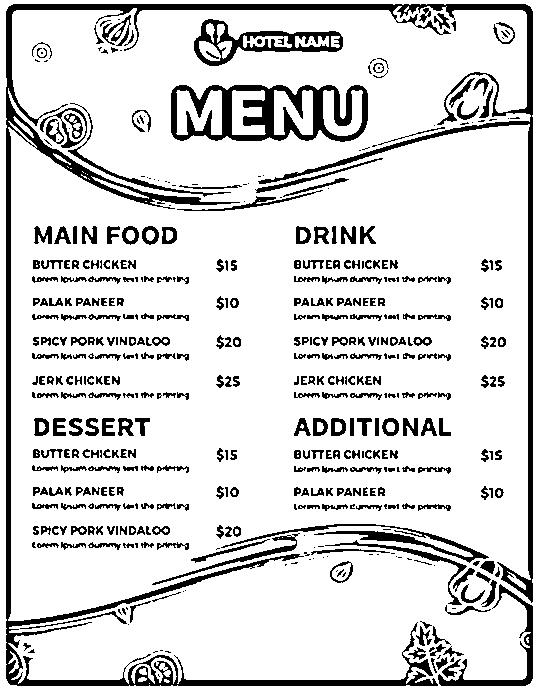 HOTEL NAME
MENU
MAIN FOOD
BUTTER CHICKEN $15
Lorem Ipsum dummy text the printing
PALAK PANEER $10
Lorem Ipsum dummy text the printing
SPICY PORK VINDALOO $20
Lorem Ipsum dummy text the printing
JERK CHICKEN $25
Lorem Ipsum dummy text the printing
DESSERT
BUTTER CHICKEN $15
Lorem Ipsum dummy text the printing
PALAK PANEER $10
Lorem Ipsum dummy text the printing
SPICY PORK VINDALOO $20
Lorem Ipsum dummy text the printing
DRINK
BUTTER CHICKEN $15
Lorem Ipsum dummy text the printing
PALAK PANEER $10
Lorem Ipsum dummy text the printing
SPICY PORK VINDALOO $20
Lorem Ipsum dummy text the printing
JERK CHICKEN $25
Lorem Ipsum dummy text the printing
ADDITIONAL
BUTTER CHICKEN $15
Lorem Ipsum dummy text the printing
PALAK PANEER $10
Lorem Ipsum dummy text the printing